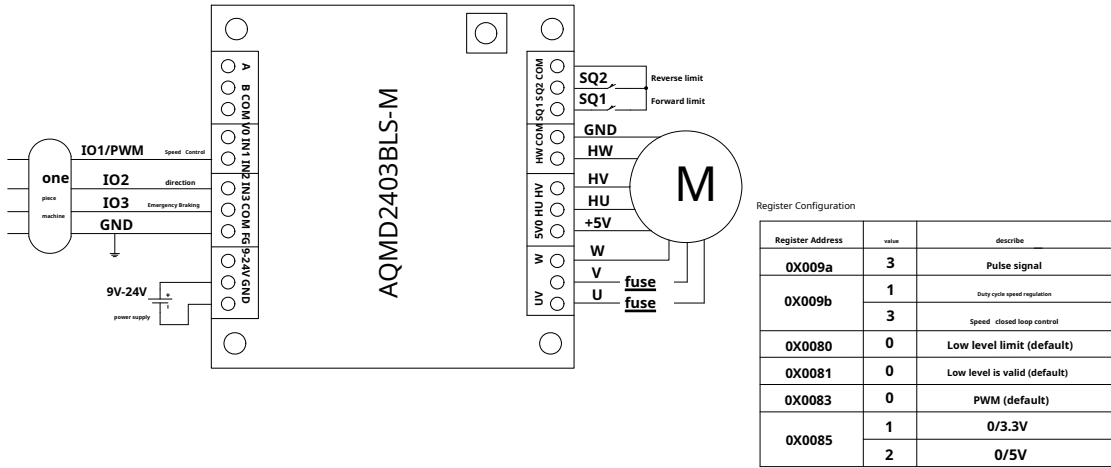 A
B
COM
V0
IN1
IN2
IN3
COM
FG
9-24V
GND
AQMD2403BLS-M
COM
SQ2
SQ1
COM
HW
HV
HU
5V0
W
UV
IO1/PWM Speed Control
IO2 direction
IO3 Emergency Braking
GND
one
piece
machine
9V-24V
+
−
power supply
SQ2 Reverse limit
SQ1 Forward limit
GND
HW
HV
HU
+5V
W
V fuse
U fuse
M
Register Configuration
Register Address value describe
0X009a 3 Pulse signal
0X009b 1 Duty cycle speed regulation
3 Speed closed loop control
0X0080 0 Low level limit (default)
0X0081 0 Low level is valid (default)
0X0083 0 PWM (default)
0X0085 1 0/3.3V
2 0/5V